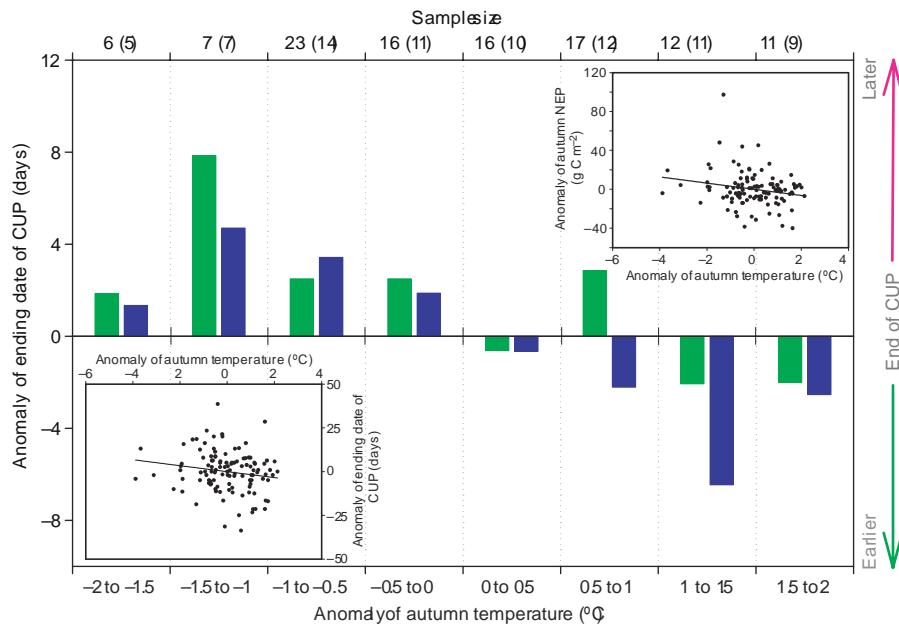 Sample size
6 (5) 7 (7) 23 (14) 16 (11) 16 (10) 17 (12) 12 (11) 11 (9)
12
8
4
0
−4
−8
Anomaly of ending date of CUP (days)
120
80
40
0
−40
Anomaly of autumn NEP
(g C m−2)
−6 −4 −2 0 2 4
Anomaly of autumn temperature (ºC)
Anomaly of autumn temperature (ºC)
−6 −4 −2 0 2 4
50
25
0
−25
−50
Anomaly of ending date of
CUP (days)
Later
End of CUP
Earlier
−2 to −1.5 −1.5 to −1 −1 to −0.5 −0.5 to 0 0 to 0.5 0.5 to 1 1 to 1.5 1.5 to 2
Anomaly of autumn temperature (ºC)